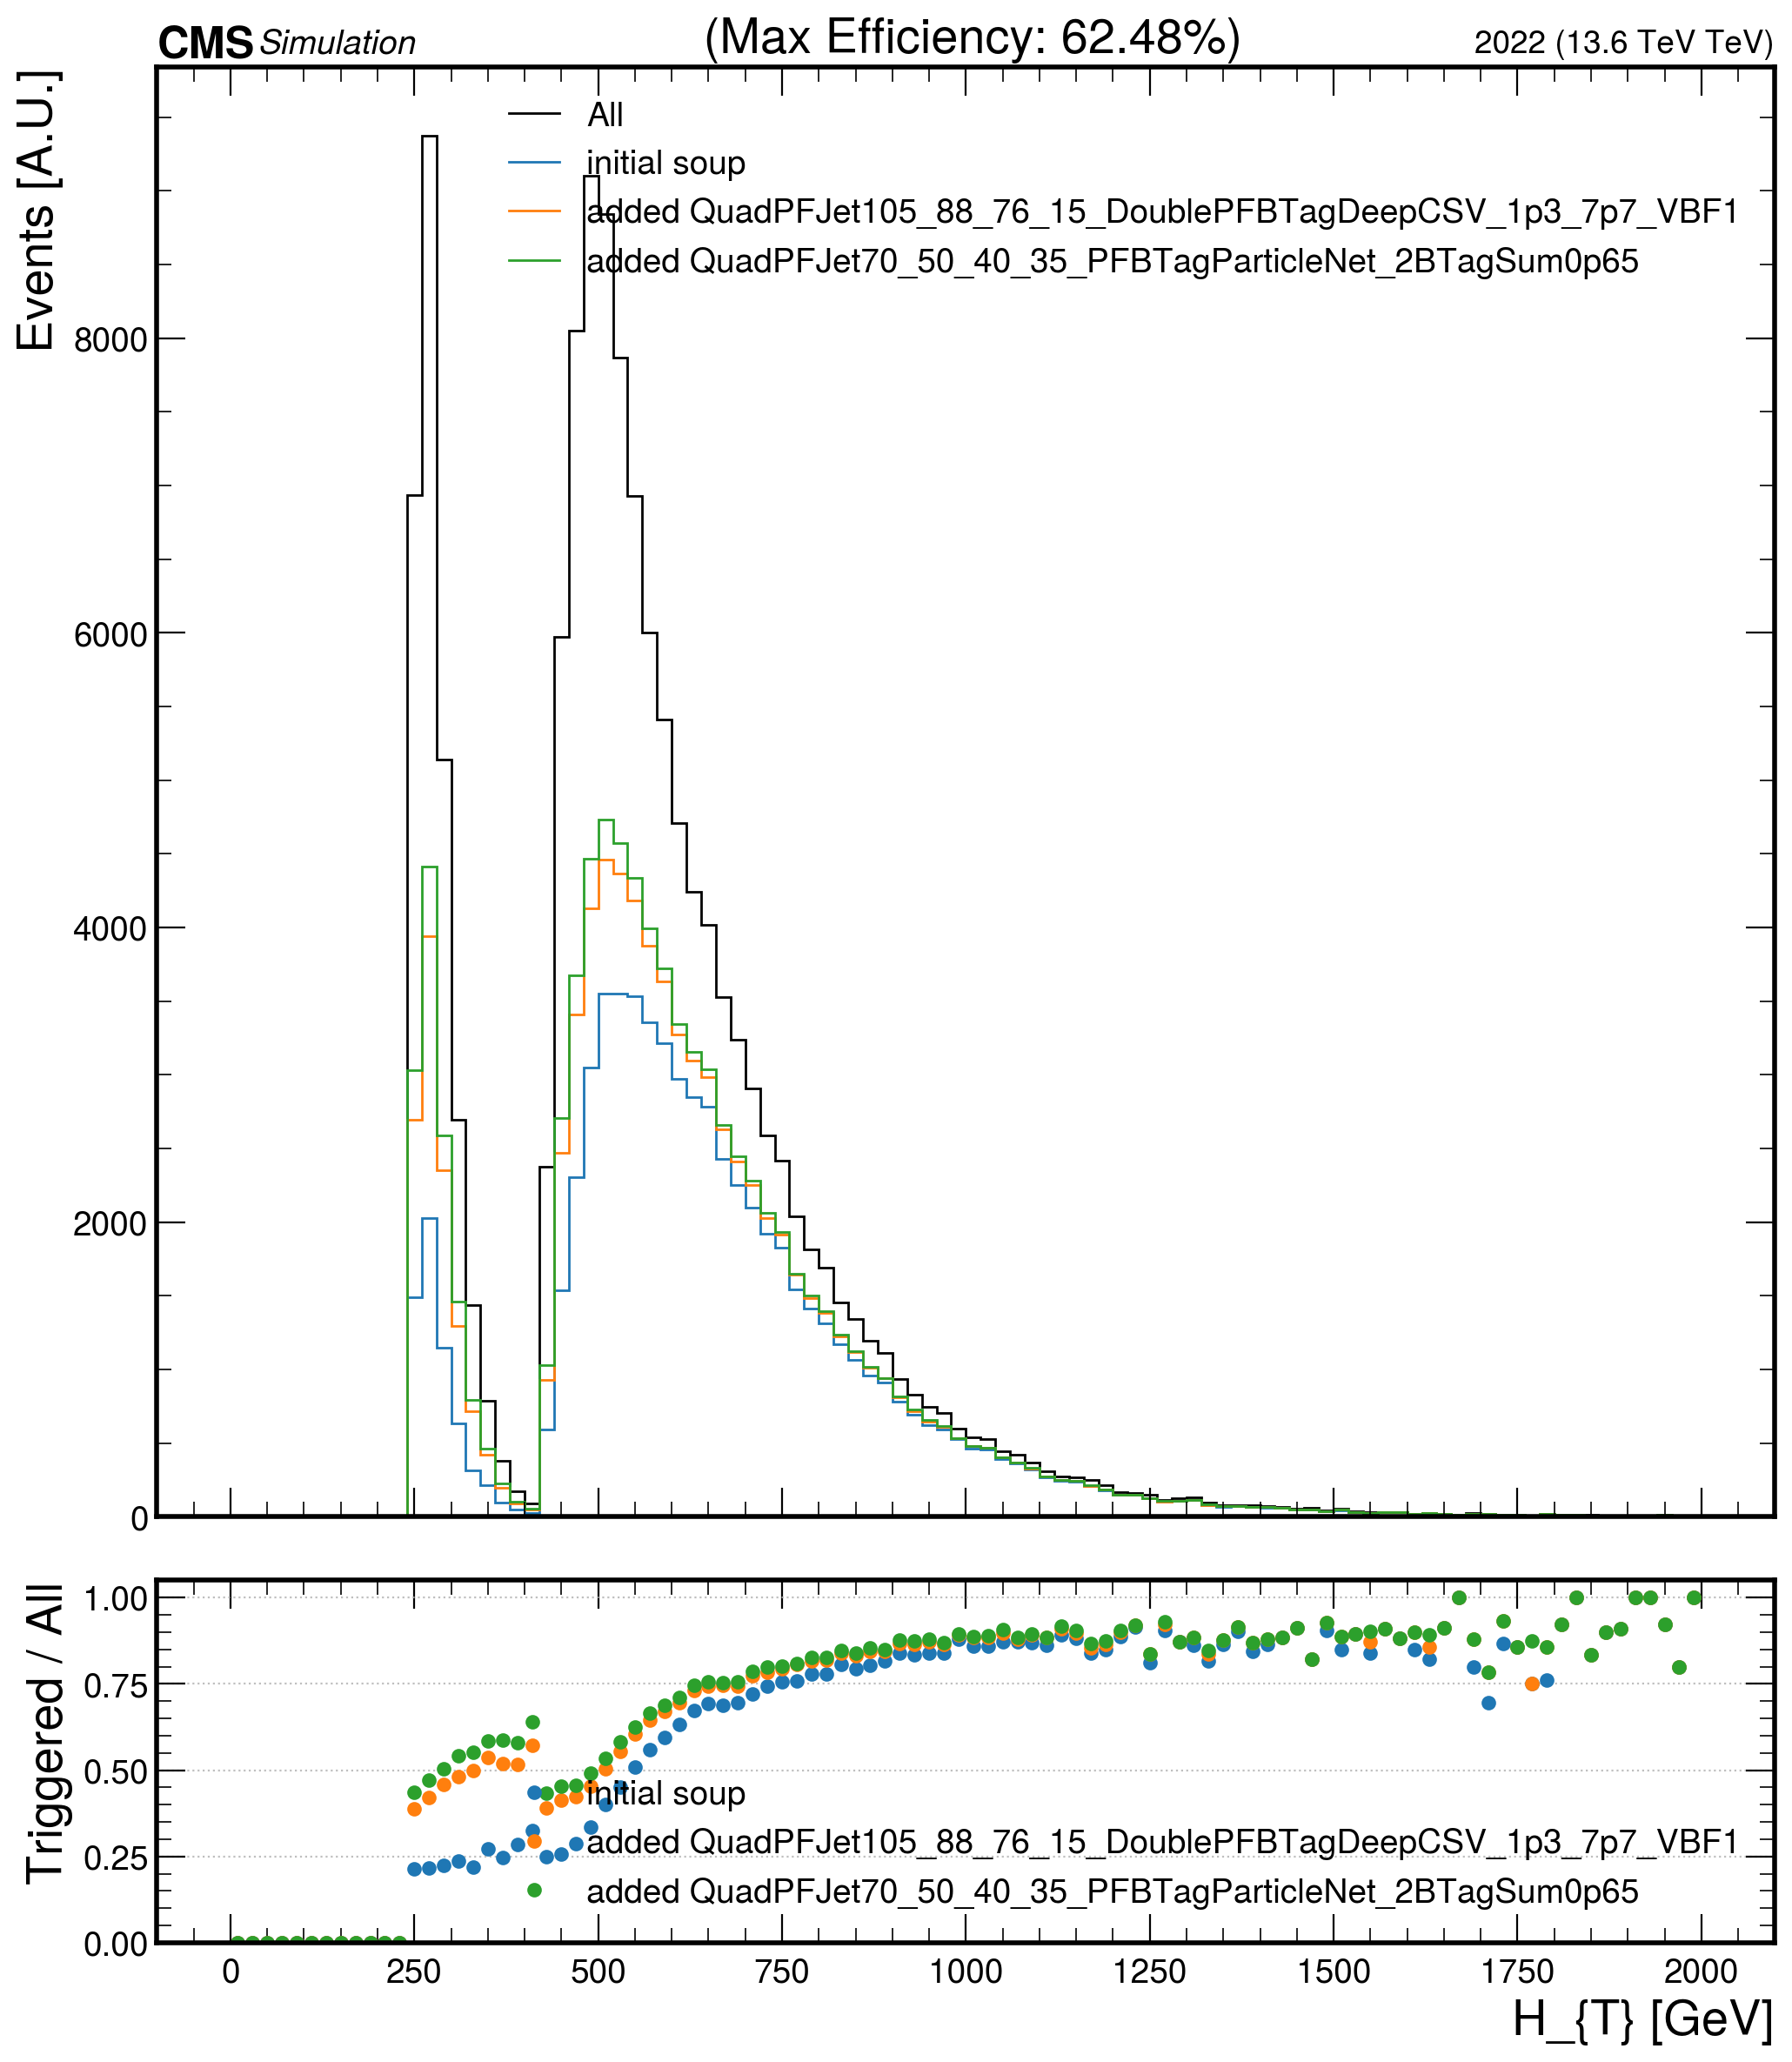 CMS Simulation (Max Efficiency: 62.48%) 2022 (13.6 TeV TeV)
Events [A.U.]
All
initial soup
added QuadPFJet105_88_76_15_DoublePFBTagDeepCSV_1p3_7p7_VBF1
added QuadPFJet70_50_40_35_PFBTagParticleNet_2BTagSum0p65
8000
6000
4000
2000
0
Triggered / All
1.00
0.75
0.50
0.25
0.00
initial soup
added QuadPFJet105_88_76_15_DoublePFBTagDeepCSV_1p3_7p7_VBF1
added QuadPFJet70_50_40_35_PFBTagParticleNet_2BTagSum0p65
0 250 500 750 1000 1250 1500 1750 2000
H_{T} [GeV]